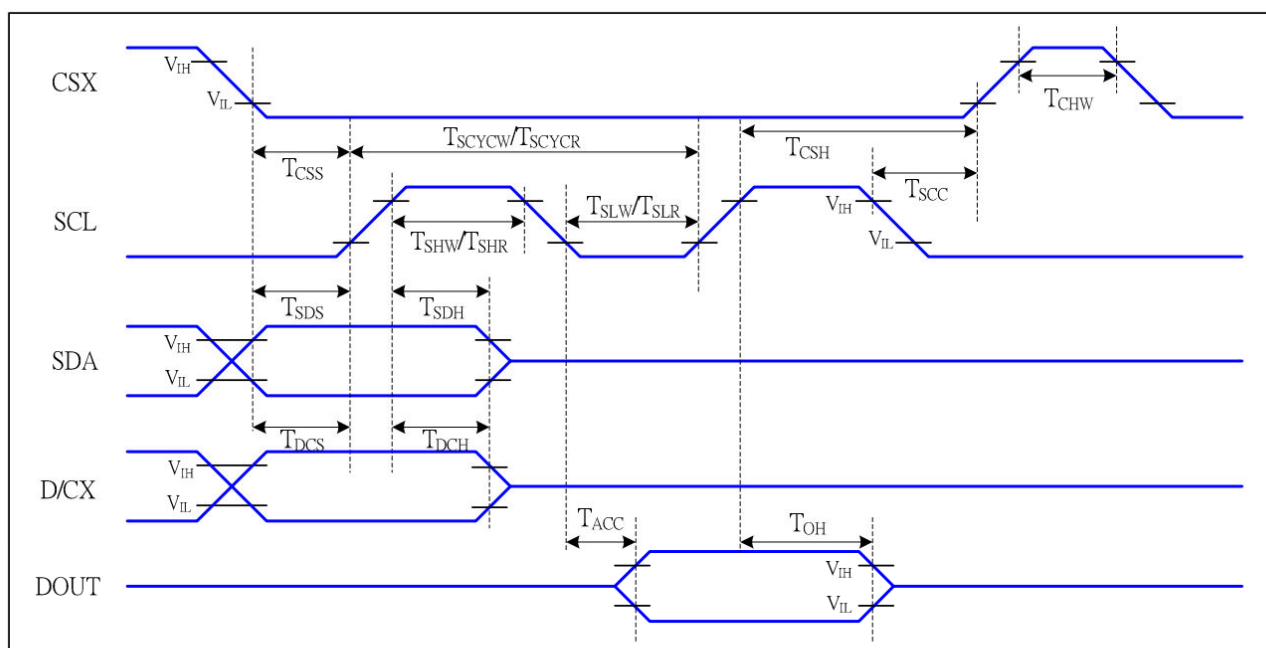 CSX
VIH
VIL
TCHW
TSCYCW/TSCYCR
TCSS
TCSH
TSCC
SCL
TSLW/TSLR
VIH
TSHW/TSHR
VIL
TSDS
TSDH
SDA
VIH
VIL
TDCS
TDCH
D/CX
VIH
VIL
TACC
TOH
DOUT
VIH
VIL